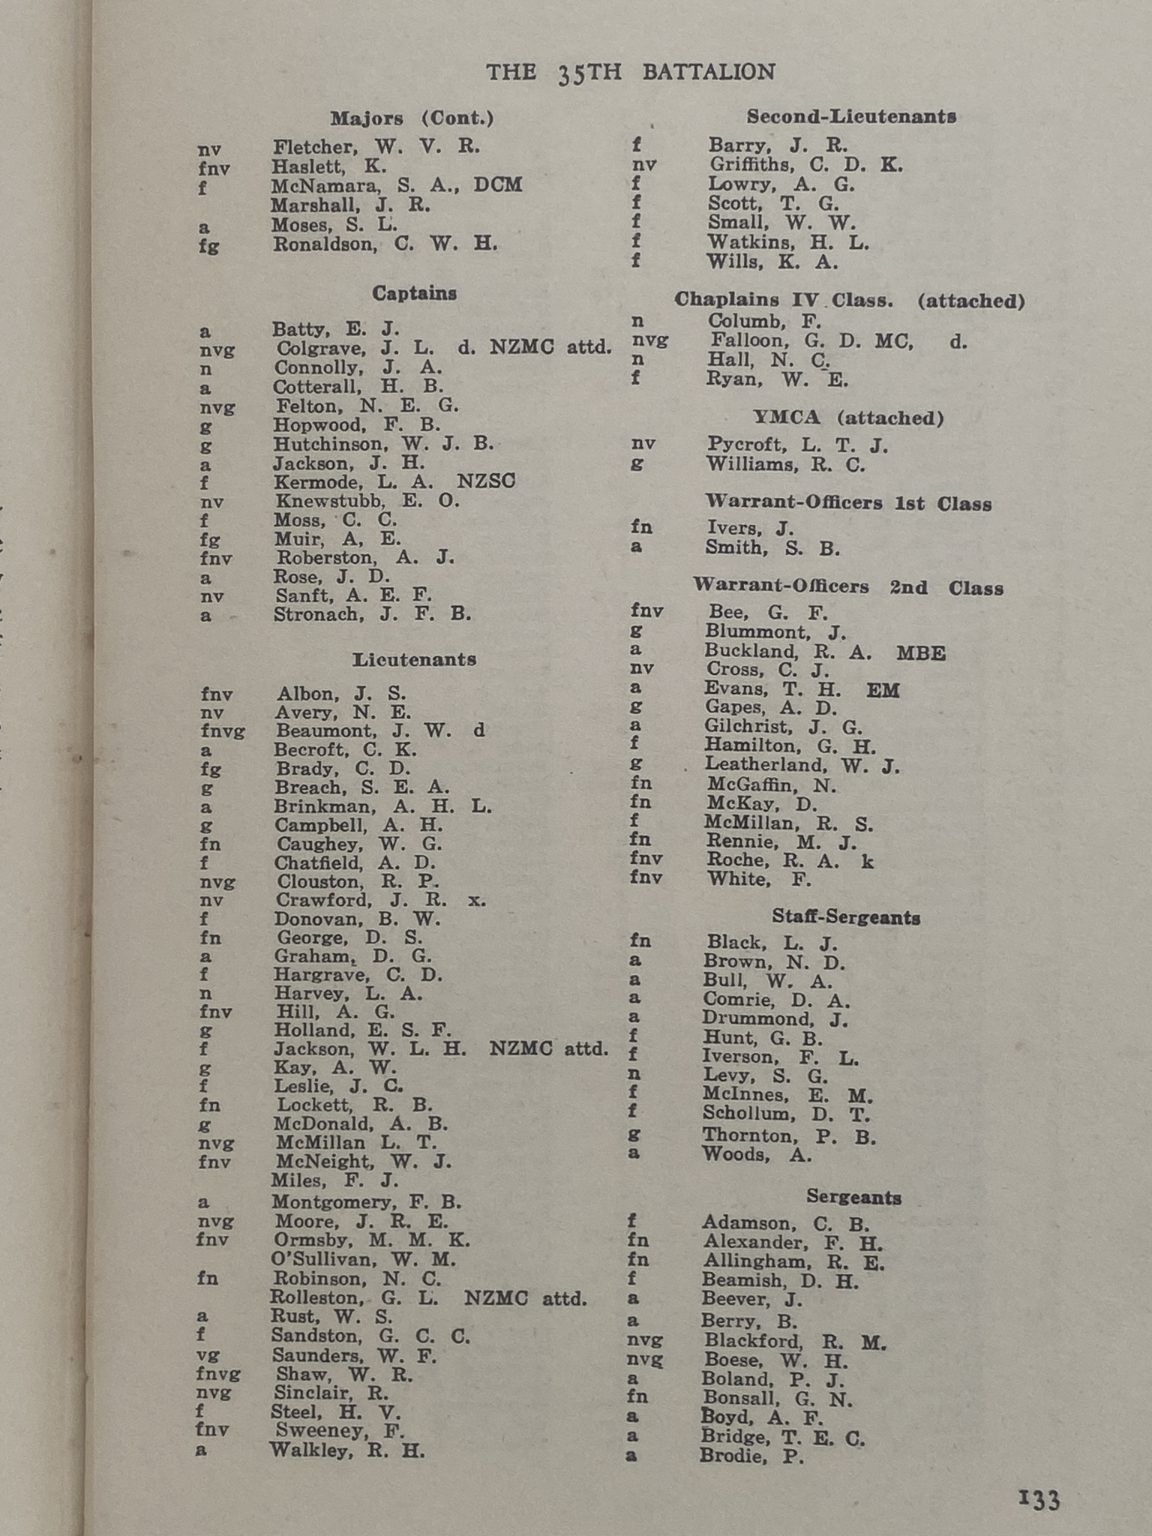 THE 35TH BATTALION
Majors (Cont.)
nv Fletcher, W. V. R.
fnv Haslett, K.
f McNamara, S. A., DCM
Marshall, J. R.
a Moses, S. L.
fg Ronaldson, C. W. H.
Captains
a Batty, E. J.
nvg Colgrave, J. L. d. NZMC attd.
n Connolly, J. A.
a Cotterall, H. B.
nvg Felton, N. E. G.
g Hopwood, F. B.
g Hutchinson, W. J. B.
a Jackson, J. H.
f Kermode, L. A. NZSC
nv Knewstubb, E. O.
f Moss, C. C.
fg Muir, A, E.
fnv Roberston, A. J.
a Rose, J. D.
nv Sanft, A. E. F.
a Stronach, J. F. B.
Lieutenants
fnv Albon, J. S.
nv Avery, N. E.
fnvg Beaumont, J. W. d
a Becroft, C. K.
fg Brady, C. D.
g Breach, S. E. A.
a Brinkman, A. H. L.
g Campbell, A. H.
fn Caughey, W. G.
f Chatfield, A. D.
nvg Clouston, R. P.
nv Crawford, J. R. x.
f Donovan, B. W.
fn George, D. S.
a Graham, D. G.
f Hargrave, C. D.
n Harvey, L. A.
fnv Hill, A. G.
g Holland, E. S. F.
f Jackson, W. L. H. NZMC attd.
g Kay, A. W.
f Leslie, J. C.
fn Lockett, R. B.
g McDonald, A. B.
nvg McMillan L. T.
fnv McNeight, W. J.
Miles, F. J.
a Montgomery, F. B.
nvg Moore, J. R. E.
fnv Ormsby, M. M. K.
O'Sullivan, W. M.
fn Robinson, N. C.
Rolleston, G. L. NZMC attd.
a Rust, W. S.
f Sandston, G. C. C.
vg Saunders, W. F.
fnvg Shaw, W. R.
nvg Sinclair, R.
f Steel, H. V.
fnv Sweeney, F.
a Walkley, R. H.
Second-Lieutenants
f Barry, J. R.
nv Griffiths, C. D. K.
f Lowry, A. G.
f Scott, T. G.
f Small, W. W.
f Watkins, H. L.
f Wills, K. A.
Chaplains IV Class. (attached)
n Columb, F.
nvg Falloon, G. D. MC, d.
n Hall, N. C.
f Ryan, W. E.
YMCA (attached)
nv Pycroft, L. T. J.
g Williams, R. C.
Warrant-Officers 1st Class
fn Ivers, J.
a Smith, S. B.
Warrant-Officers 2nd Class
fnv Bee, G. F.
g Blummont, J.
a Buckland, R. A. MBE
nv Cross, C. J.
a Evans, T. H. EM
g Gapes, A. D.
a Gilchrist, J. G.
f Hamilton, G. H.
g Leatherland, W. J.
fn McGaffin, N.
fn McKay, D.
f McMillan, R. S.
fn Rennie, M. J.
fnv Roche, R. A. k
fnv White, F.
Staff-Sergeants
fn Black, L. J.
a Brown, N. D.
a Bull, W. A.
a Comrie, D. A.
a Drummond, J.
f Hunt, G. B.
f Iverson, F. L.
n Levy, S. G.
f McInnes, E. M.
f Schollum, D. T.
g Thornton, P. B.
a Woods, A.
Sergeants
f Adamson, C. B.
fn Alexander, F. H.
fn Allingham, R. E.
f Beamish, D. H.
a Beever, J.
a Berry, B.
nvg Blackford, R. M.
nvg Boese, W. H.
a Boland, P. J.
fn Bonsall, G. N.
a Boyd, A. F.
a Bridge, T. E. C.
a Brodie, P.
133